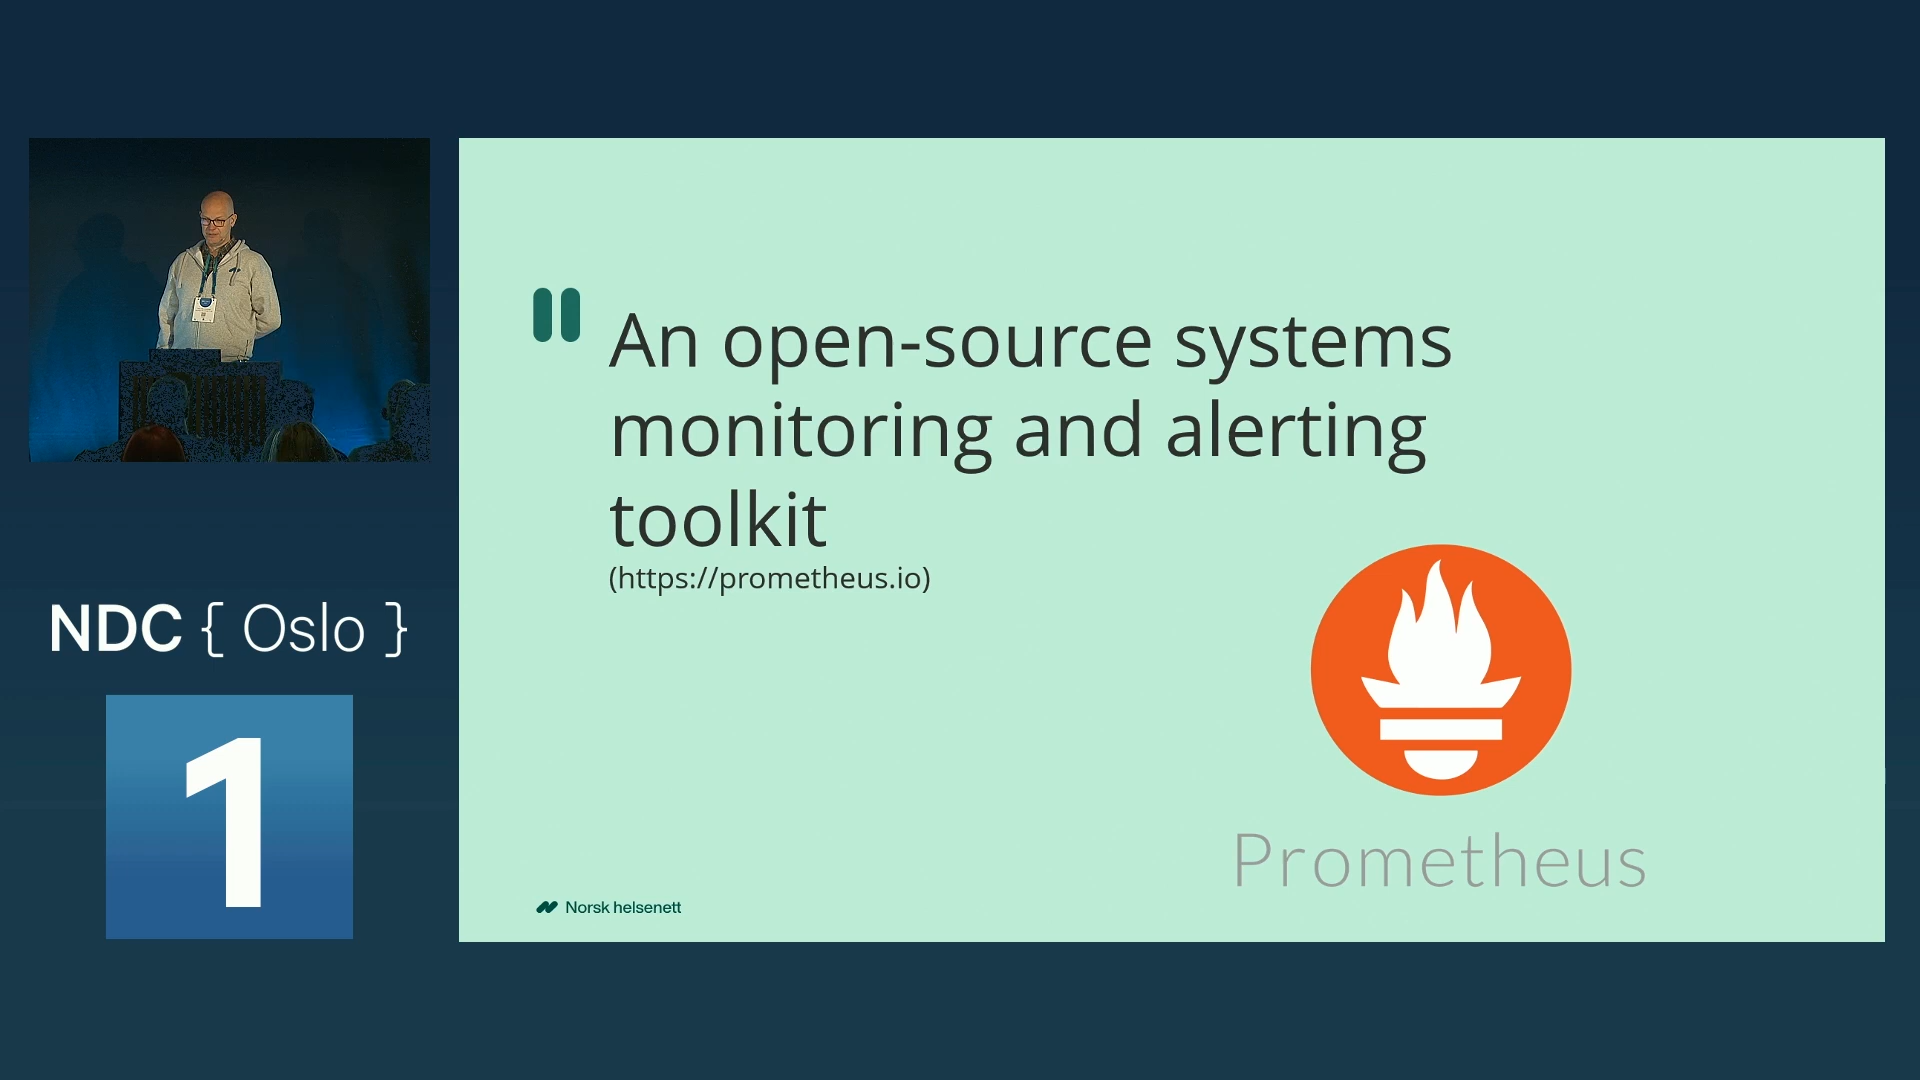 An open-source systems
monitoring and alerting
toolkit
(https://prometheus.io)
Prometheus
Norsk helsenett
NDC { Oslo }
1